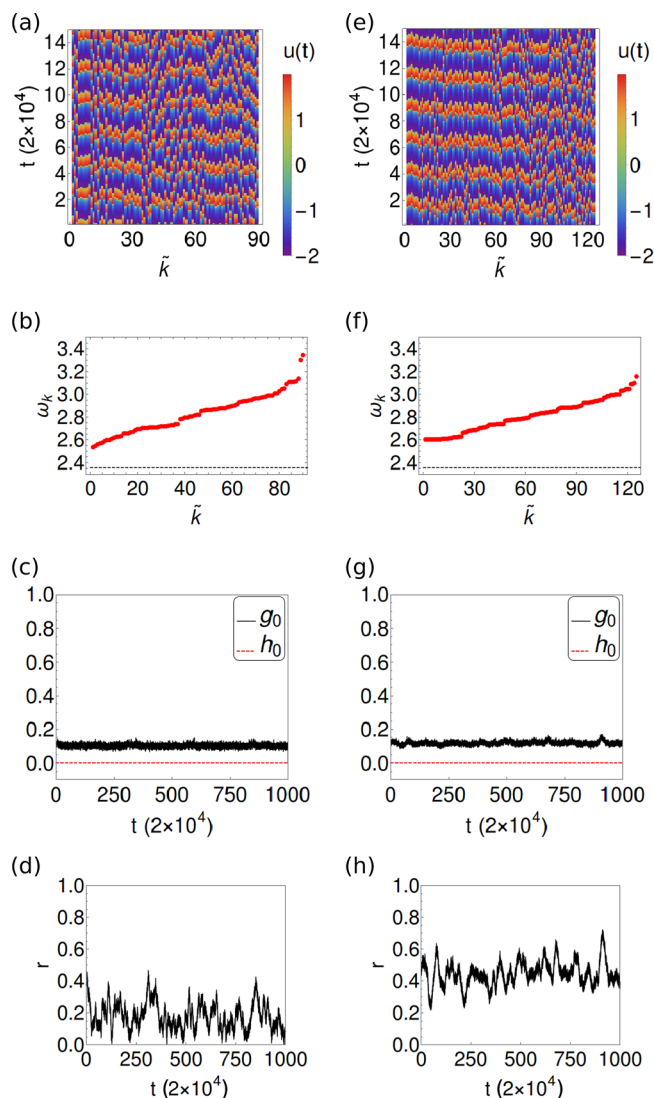 (a)
u(t)
t (2×10⁴)
14
12
10
8
6
4
2
1
0
−1
−2
0 30 60 90
k̃
(e)
u(t)
t (2×10⁴)
14
12
10
8
6
4
2
1
0
−1
−2
0 30 60 90 120
k̃
(b)
ωₖ
3.4
3.2
3.0
2.8
2.6
2.4
0 20 40 60 80
k̃
(f)
ωₖ
3.4
3.2
3.0
2.8
2.6
2.4
0 30 60 90 120
k̃
(c)
1.0
0.8
0.6
0.4
0.2
0.0
g₀
h₀
0 250 500 750 1000
t (2×10⁴)
(g)
1.0
0.8
0.6
0.4
0.2
0.0
g₀
h₀
0 250 500 750 1000
t (2×10⁴)
(d)
r
1.0
0.8
0.6
0.4
0.2
0.0
0 250 500 750 1000
t (2×10⁴)
(h)
r
1.0
0.8
0.6
0.4
0.2
0.0
0 250 500 750 1000
t (2×10⁴)